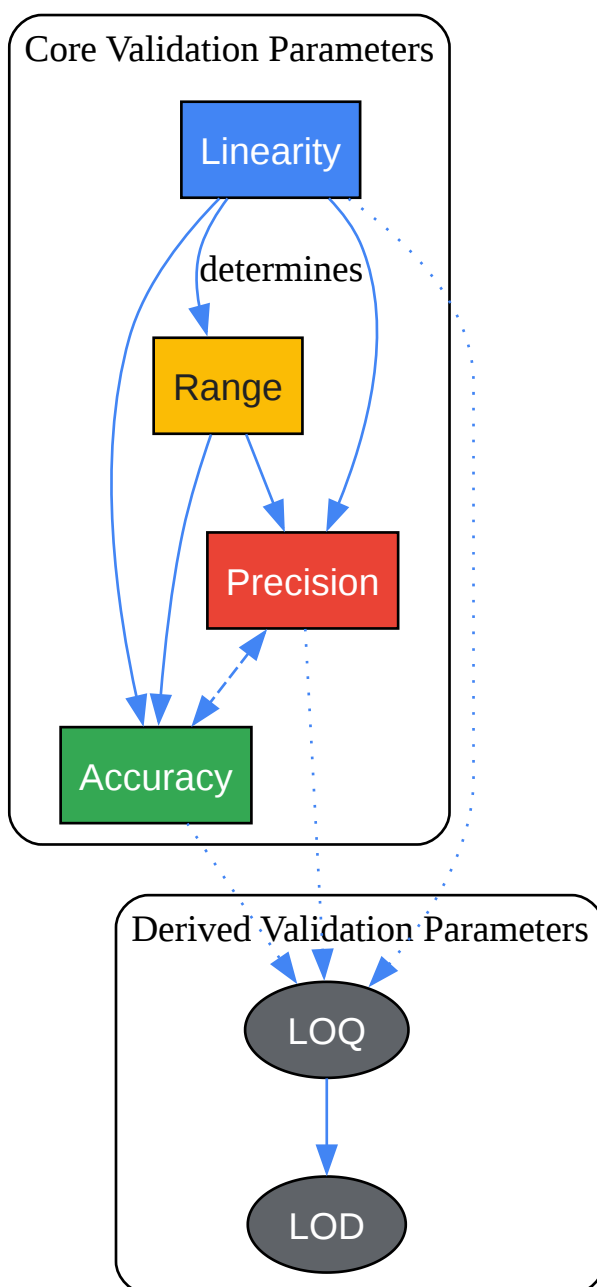 Core Validation Parameters
Linearity
determines
Range
Precision
Accuracy
Derived Validation Parameters
LOQ
LOD